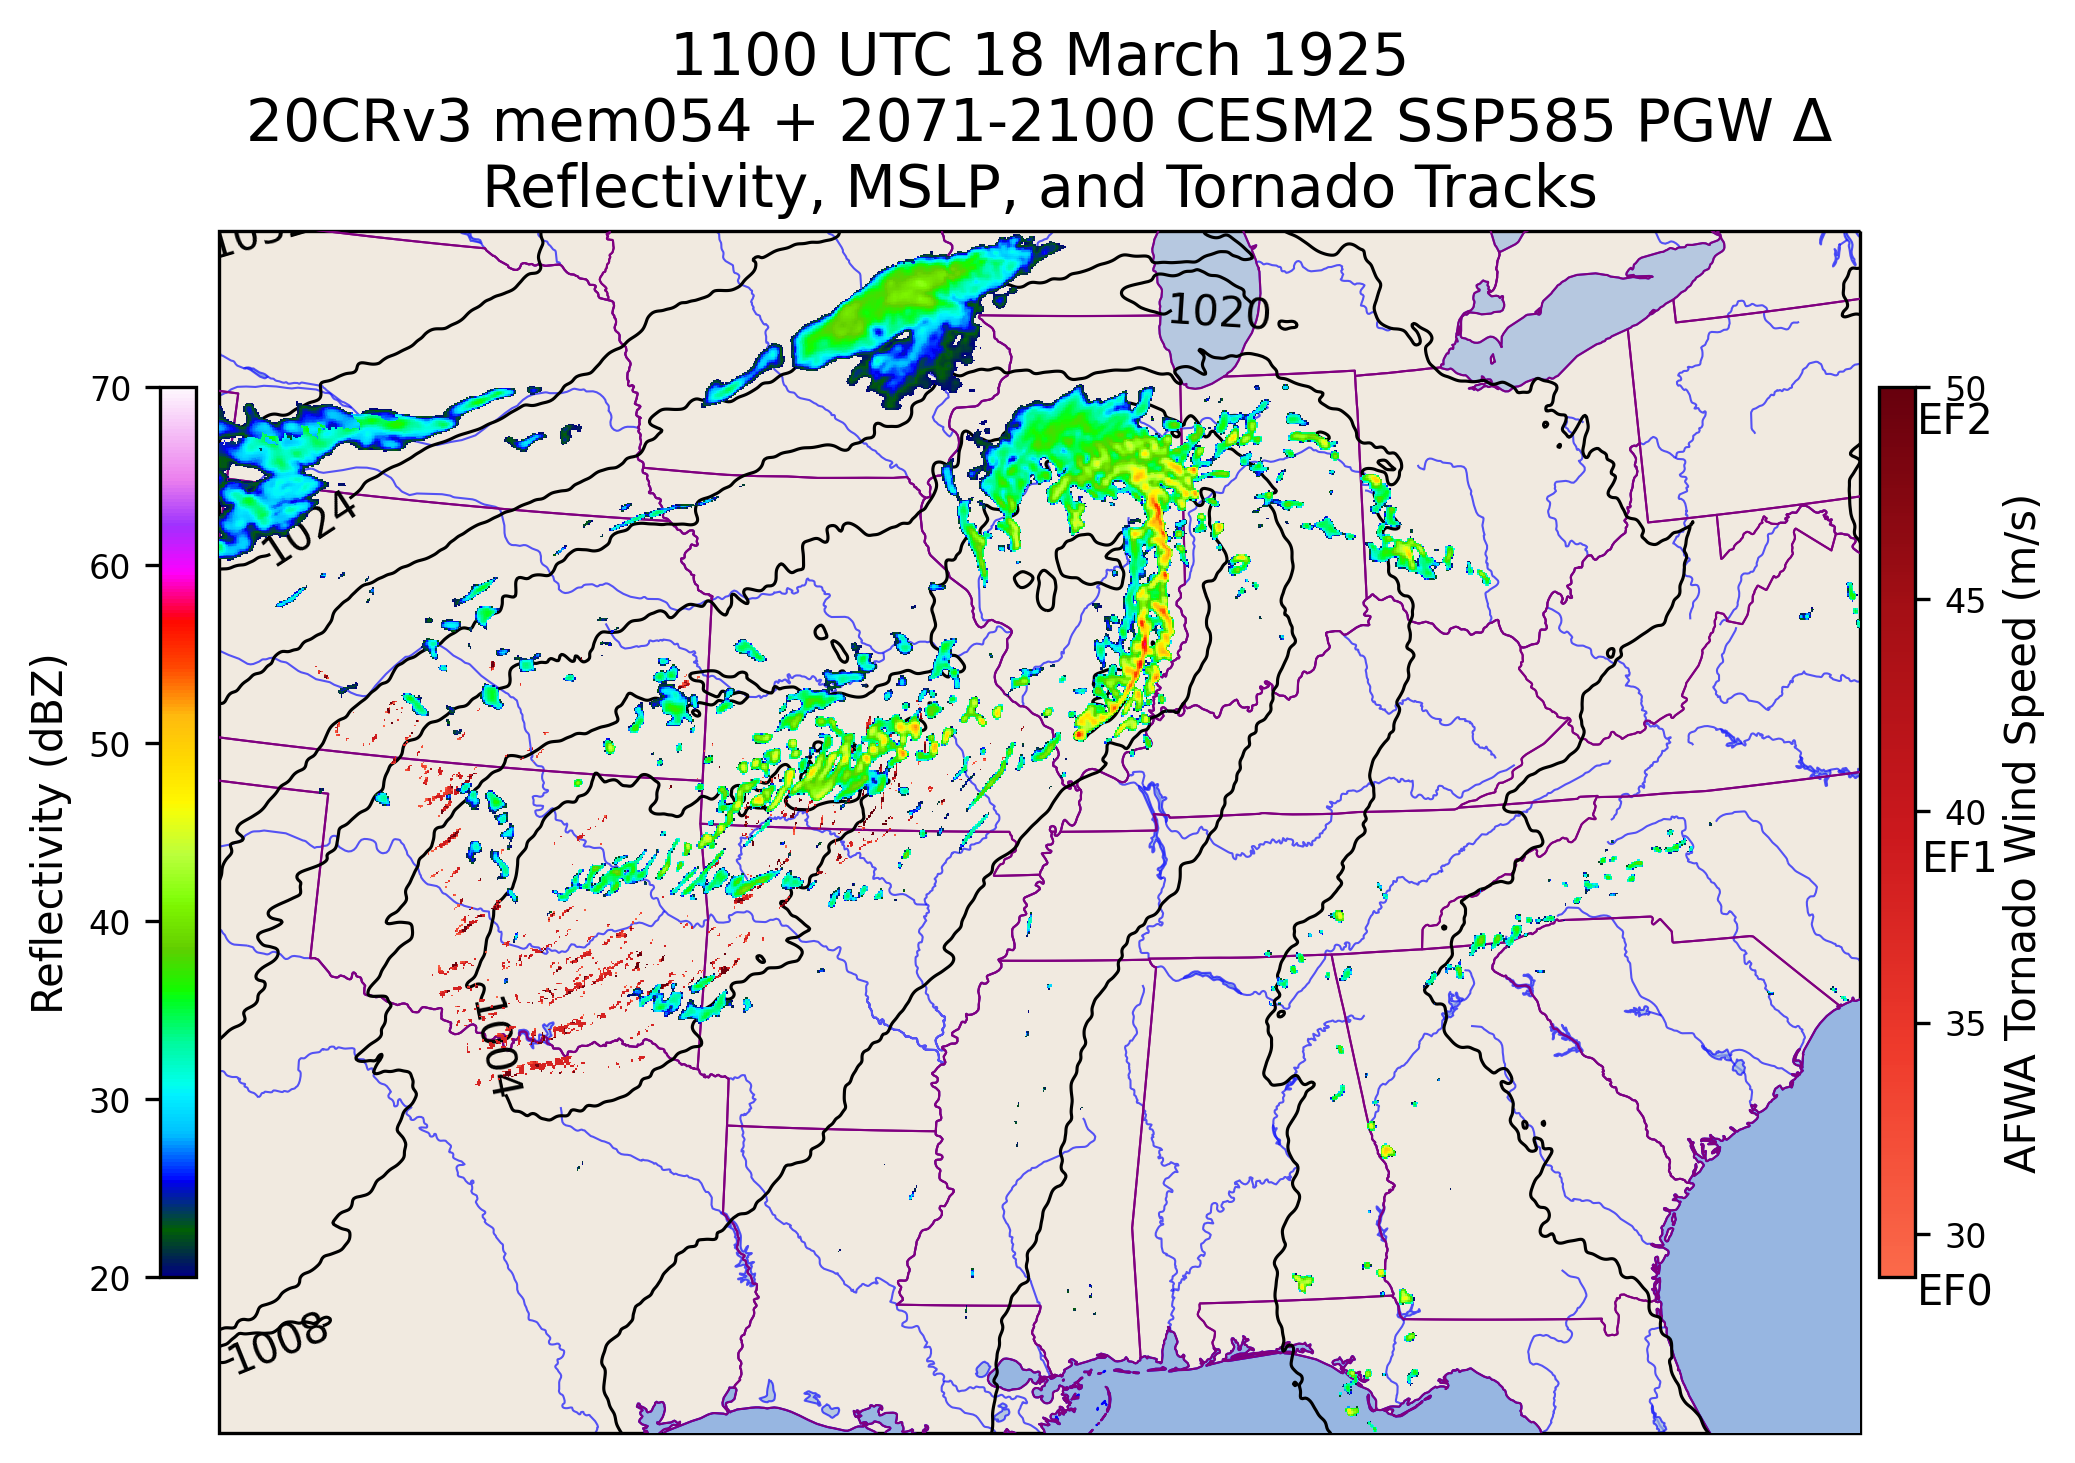 1100 UTC 18 March 1925
20CRv3 mem054 + 2071-2100 CESM2 SSP585 PGW Δ
Reflectivity, MSLP, and Tornado Tracks
1020
1024
1004
1008
70
60
50
40
30
20
Reflectivity (dBZ)
50
EF2
45
40
EF1
35
30
EF0
AFWA Tornado Wind Speed (m/s)